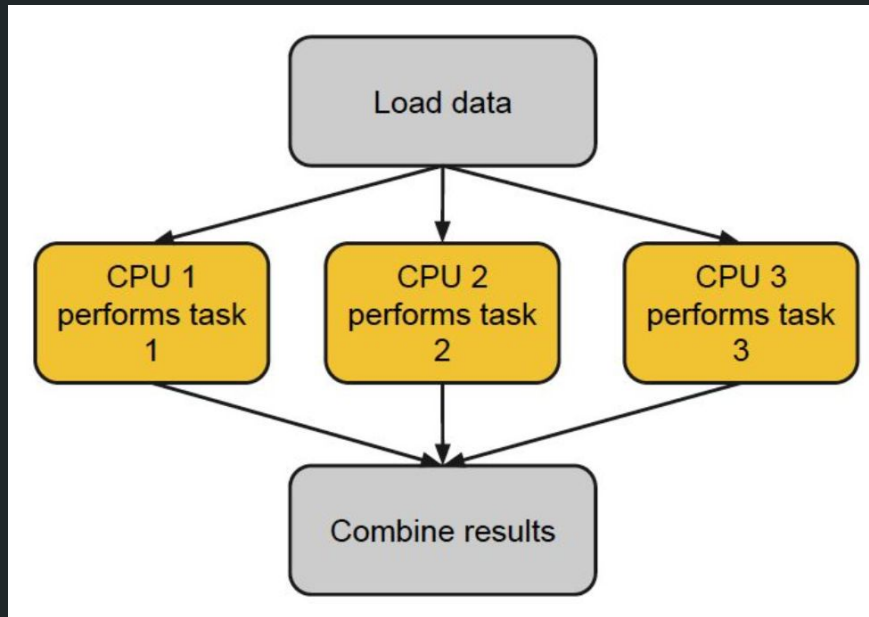 Load data
CPU 1
performs task
1
CPU 2
performs task
2
CPU 3
performs task
3
Combine results